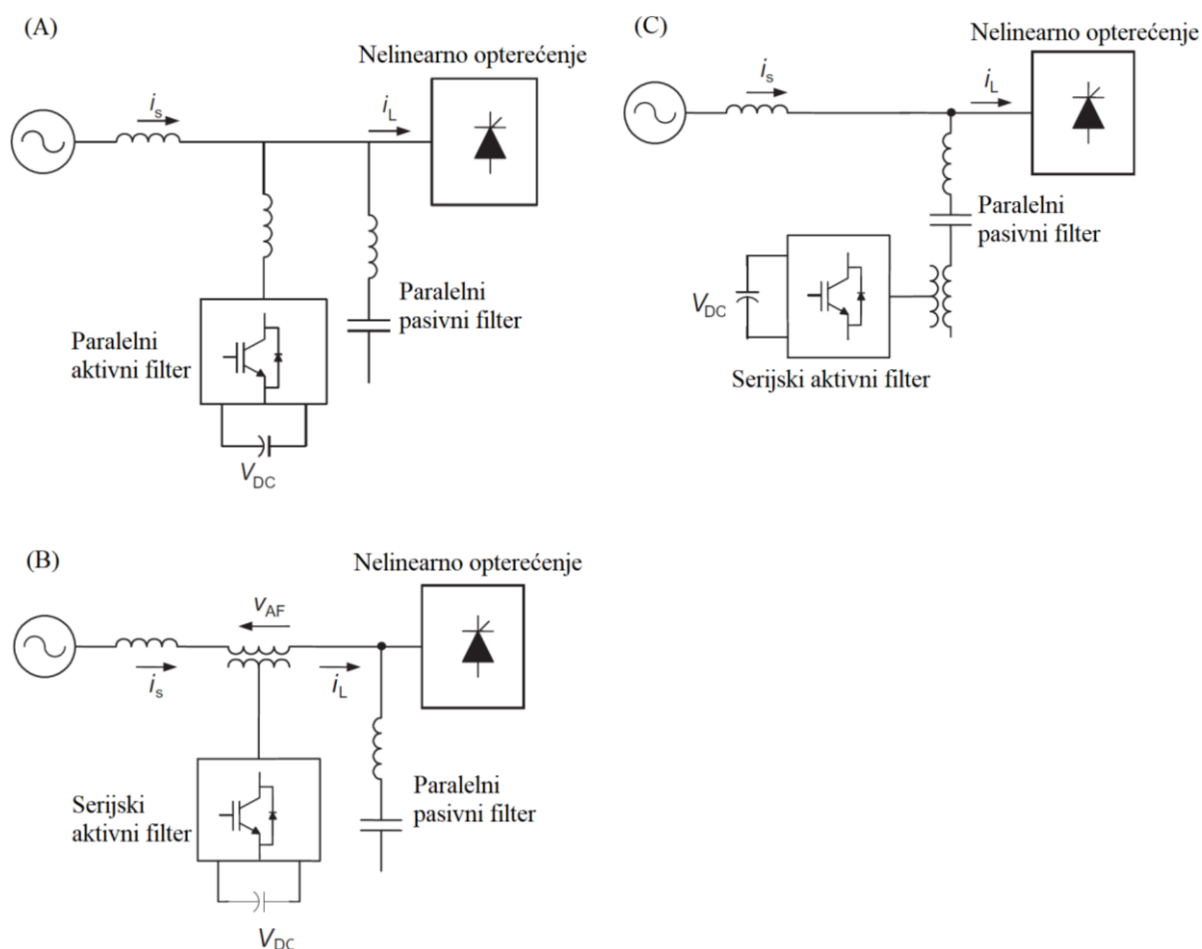 (A)
Nelinearno opterećenje
i_s
i_L
Paralelni
aktivni filter
Paralelni
pasivni filter
V_DC
(C)
Nelinearno opterećenje
i_s
i_L
Paralelni
pasivni filter
V_DC
Serijski aktivni filter
(B)
Nelinearno opterećenje
v_AF
i_s
i_L
Serijski
aktivni filter
Paralelni
pasivni filter
V_DC